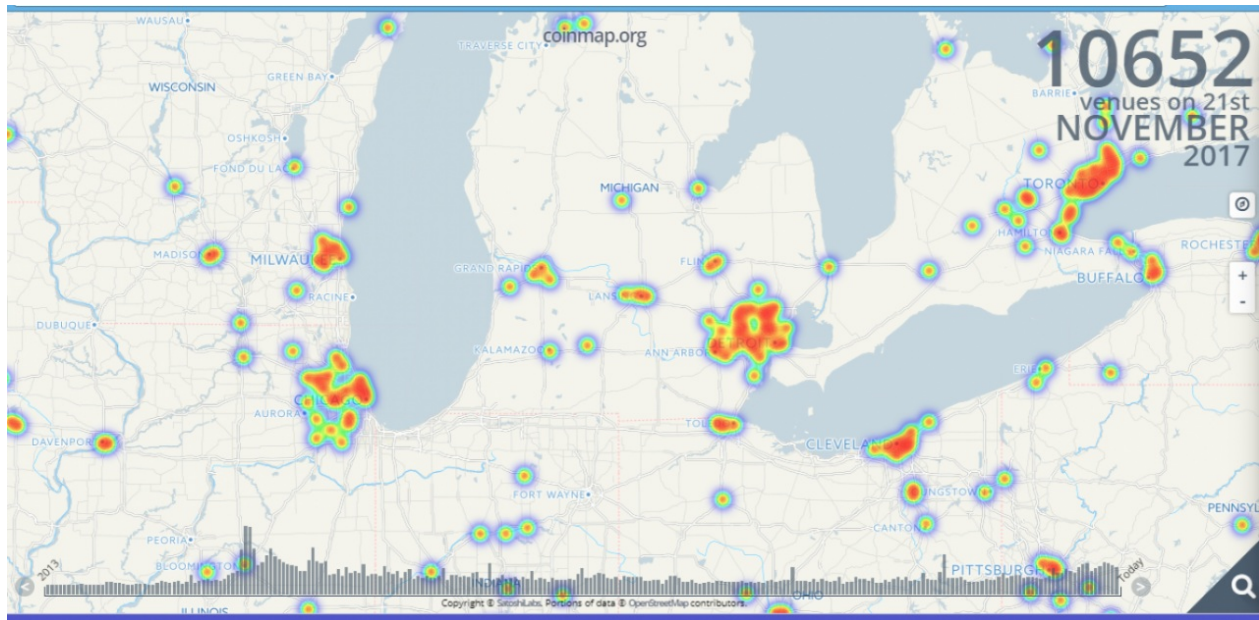 WAUSAU
coinmap.org
TRAVERSE CITY
10652
venues on 21st
NOVEMBER
2017
GREEN BAY
WISCONSIN
BARRIE
OSHKOSH
FOND DU LAC
MICHIGAN
TORONTO
HAMILTON
MADISON
MILWAUKEE
GRAND RAPIDS
FLINT
NIAGARA FALLS
ROCHESTER
BUFFALO
RACINE
LANSING
DUBUQUE
DETROIT
KALAMAZOO
ANN ARBOR
ERIE
CHICAGO
AURORA
TOLEDO
DAVENPORT
CLEVELAND
FORT WAYNE
YOUNGSTOWN
PENNSYL
CANTON
PEORIA
BLOOMINGTON
PITTSBURGH
2013
Today
INDIANA
OHIO
ILLINOIS
Copyright © SatoshiLabs. Portions of data © OpenStreetMap contributors.
+
-